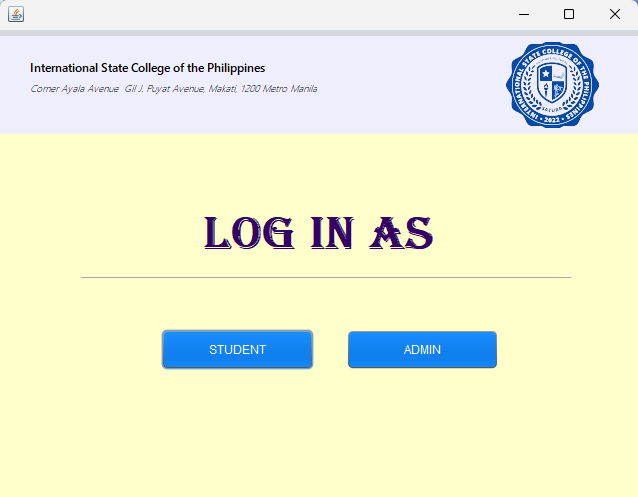 International State College of the Philippines
Corner Ayala Avenue  Gil J. Puyat Avenue, Makati, 1200 Metro Manila
INTERNATIONAL STATE COLLEGE OF THE PHILIPPINES
• 2022 •
LOG IN AS
STUDENT
ADMIN